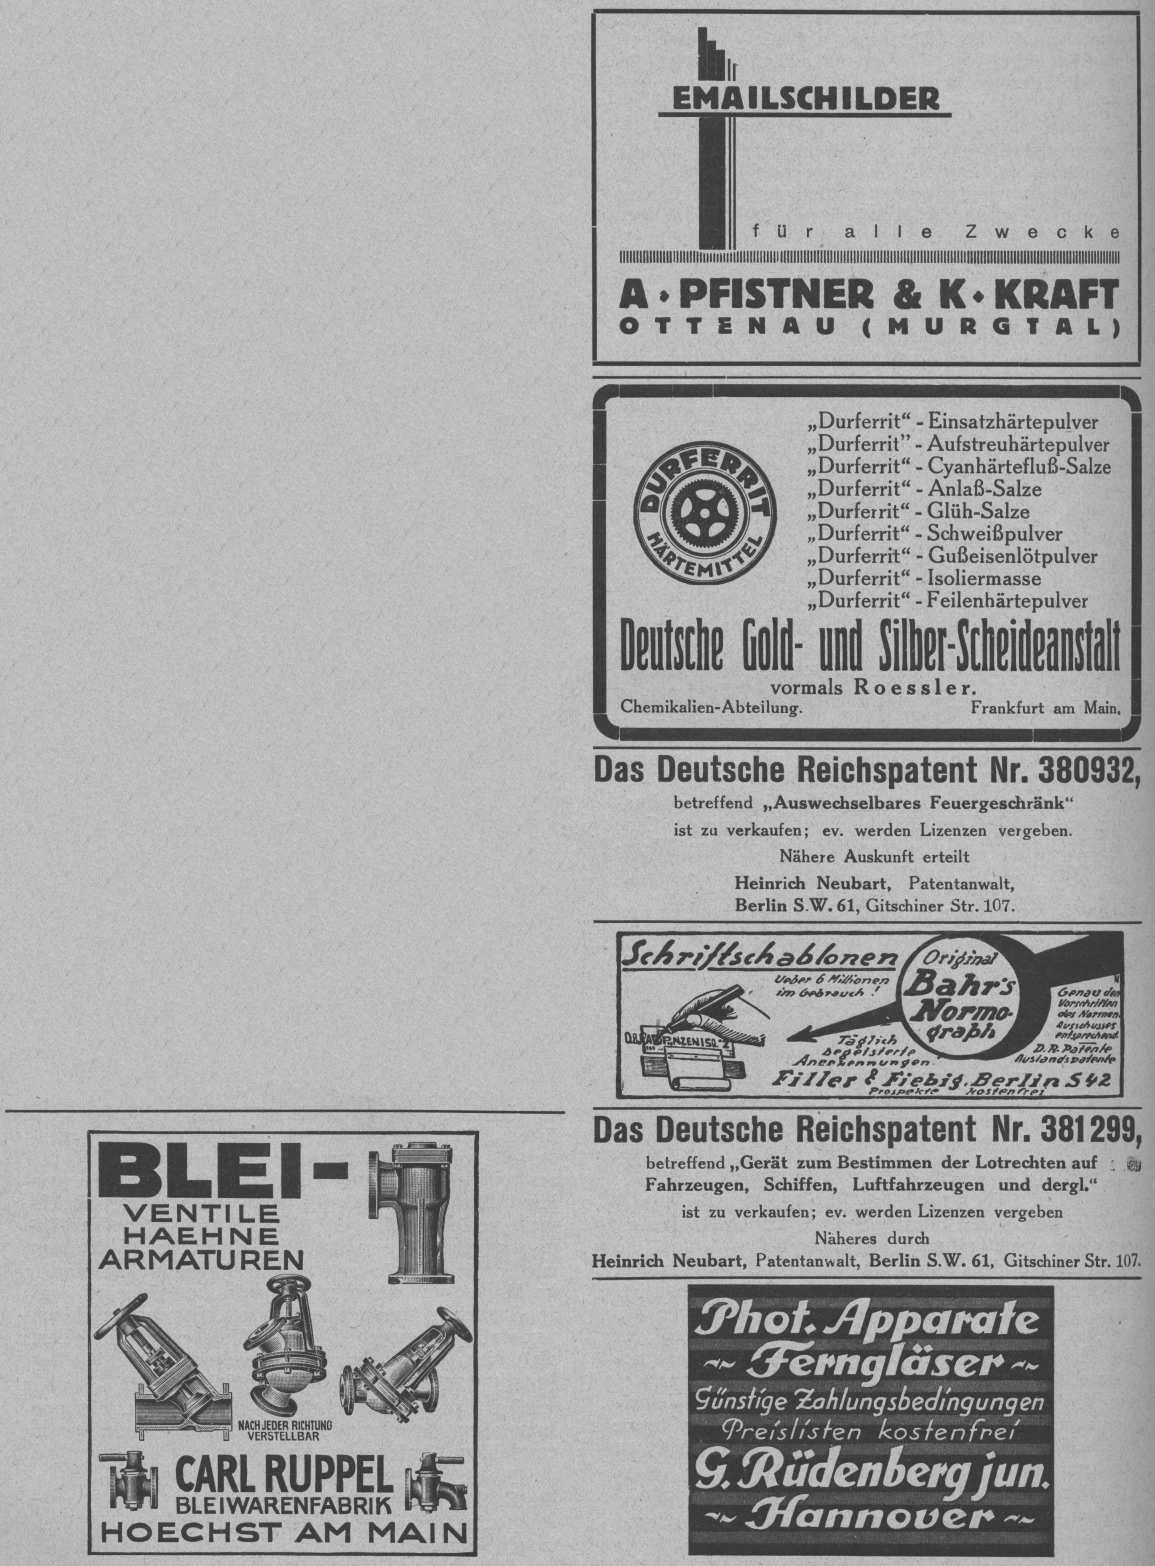 BLEI-
VENTILE
HAEHNE
ARMATUREN
NACH JEDER RICHTUNG
VERSTELLBAR
CARL RUPPEL
BLEIWARENFABRIK
HOECHST AM MAIN
EMAILSCHILDER
für alle Zwecke
A · PFISTNER & K · KRAFT
OTTENAU (MURGTAL)
DURFERRIT
HÄRTEMITTEL
„Durferrit“ - Einsatzhärtepulver
„Durferrit” - Aufstreuhärtepulver
„Durferrit“ - Cyanhärtefluß-Salze
„Durferrit“ - Anlaß-Salze
„Durferrit“ - Glüh-Salze
„Durferrit“ - Schweißpulver
„Durferrit“ - Gußeisenlötpulver
„Durferrit“ - Isoliermasse
„Durferrit“ - Feilenhärtepulver
Deutsche Gold- und Silber-Scheideanstalt
vormals Roessler.
Chemikalien-Abteilung. Frankfurt am Main.
Das Deutsche Reichspatent Nr. 380932,
betreffend „Auswechselbares Feuergeschränk“
ist zu verkaufen; ev. werden Lizenzen vergeben.
Nähere Auskunft erteilt
Heinrich Neubart, Patentanwalt,
Berlin S.W. 61, Gitschiner Str. 107.
Schriftschablonen
Ueber 6 Millionen
im Gebrauch !
Original
Bahr's
Normo-
graph
Genau den
Vorschriften
des Normen-
Ausschusses
entsprechend.
D.R.Patente
Auslandspatente
Täglich
begeisterte
Anerkennungen.
Filler & Fiebig. Berlin S 42
Prospekte kostenfrei
Das Deutsche Reichspatent Nr. 381299,
betreffend „Gerät zum Bestimmen der Lotrechten auf
Fahrzeugen, Schiffen, Luftfahrzeugen und dergl.“
ist zu verkaufen; ev. werden Lizenzen vergeben
Näheres durch
Heinrich Neubart, Patentanwalt, Berlin S.W. 61, Gitschiner Str. 107.
Phot. Apparate
Ferngläser
Günstige Zahlungsbedingungen
Preislisten kostenfrei
G. Rüdenberg jun.
Hannover